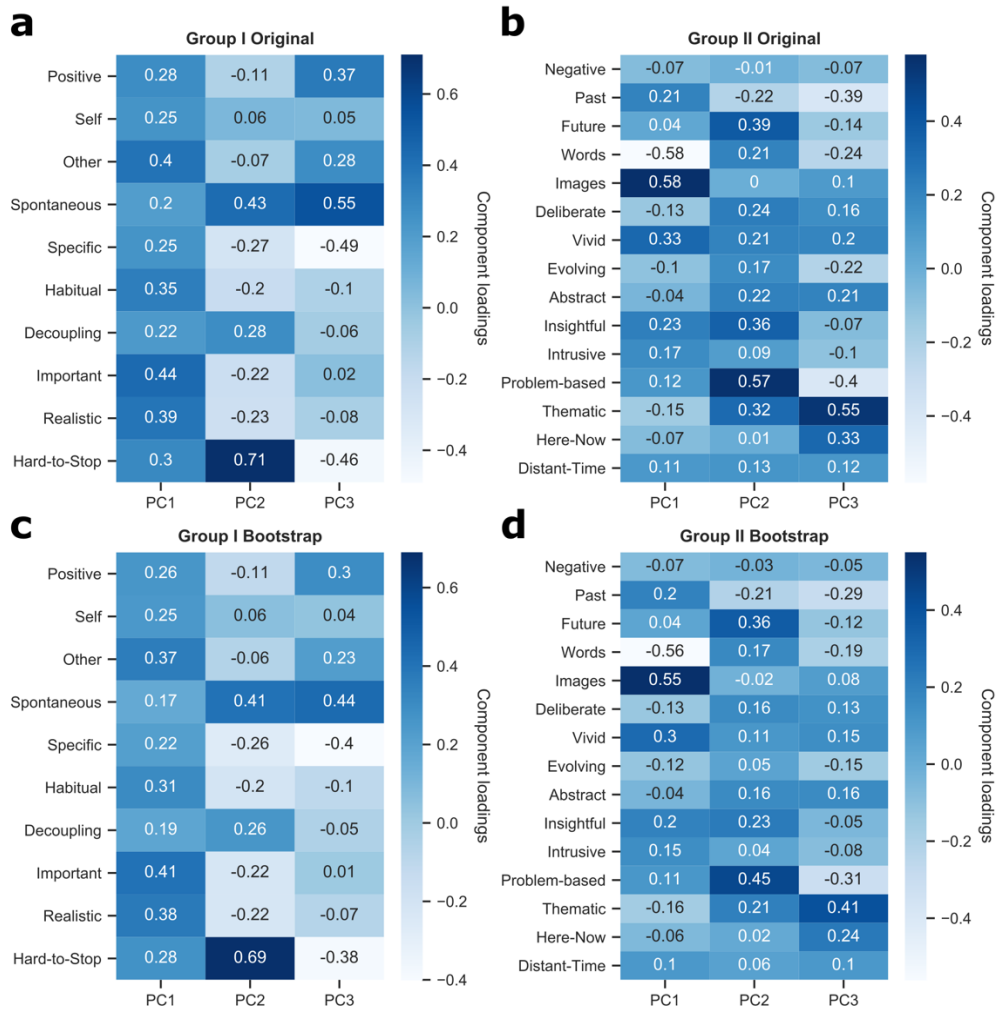 a
Group I Original
Positive 0.28 -0.11 0.37
Self 0.25 0.06 0.05
Other 0.4 -0.07 0.28
Spontaneous 0.2 0.43 0.55
Specific 0.25 -0.27 -0.49
Habitual 0.35 -0.2 -0.1
Decoupling 0.22 0.28 -0.06
Important 0.44 -0.22 0.02
Realistic 0.39 -0.23 -0.08
Hard-to-Stop 0.3 0.71 -0.46
PC1 PC2 PC3
0.6
0.4
0.2
0.0
−0.2
−0.4
Component loadings
b
Group II Original
Negative -0.07 -0.01 -0.07
Past 0.21 -0.22 -0.39
Future 0.04 0.39 -0.14
Words -0.58 0.21 -0.24
Images 0.58 0 0.1
Deliberate -0.13 0.24 0.16
Vivid 0.33 0.21 0.2
Evolving -0.1 0.17 -0.22
Abstract -0.04 0.22 0.21
Insightful 0.23 0.36 -0.07
Intrusive 0.17 0.09 -0.1
Problem-based 0.12 0.57 -0.4
Thematic -0.15 0.32 0.55
Here-Now -0.07 0.01 0.33
Distant-Time 0.11 0.13 0.12
PC1 PC2 PC3
0.4
0.2
0.0
−0.2
−0.4
Component loadings
c
Group I Bootstrap
Positive 0.26 -0.11 0.3
Self 0.25 0.06 0.04
Other 0.37 -0.06 0.23
Spontaneous 0.17 0.41 0.44
Specific 0.22 -0.26 -0.4
Habitual 0.31 -0.2 -0.1
Decoupling 0.19 0.26 -0.05
Important 0.41 -0.22 0.01
Realistic 0.38 -0.22 -0.07
Hard-to-Stop 0.28 0.69 -0.38
PC1 PC2 PC3
0.6
0.4
0.2
0.0
−0.2
−0.4
Component loadings
d
Group II Bootstrap
Negative -0.07 -0.03 -0.05
Past 0.2 -0.21 -0.29
Future 0.04 0.36 -0.12
Words -0.56 0.17 -0.19
Images 0.55 -0.02 0.08
Deliberate -0.13 0.16 0.13
Vivid 0.3 0.11 0.15
Evolving -0.12 0.05 -0.15
Abstract -0.04 0.16 0.16
Insightful 0.2 0.23 -0.05
Intrusive 0.15 0.04 -0.08
Problem-based 0.11 0.45 -0.31
Thematic -0.16 0.21 0.41
Here-Now -0.06 0.02 0.24
Distant-Time 0.1 0.06 0.1
PC1 PC2 PC3
0.4
0.2
0.0
−0.2
−0.4
Component loadings